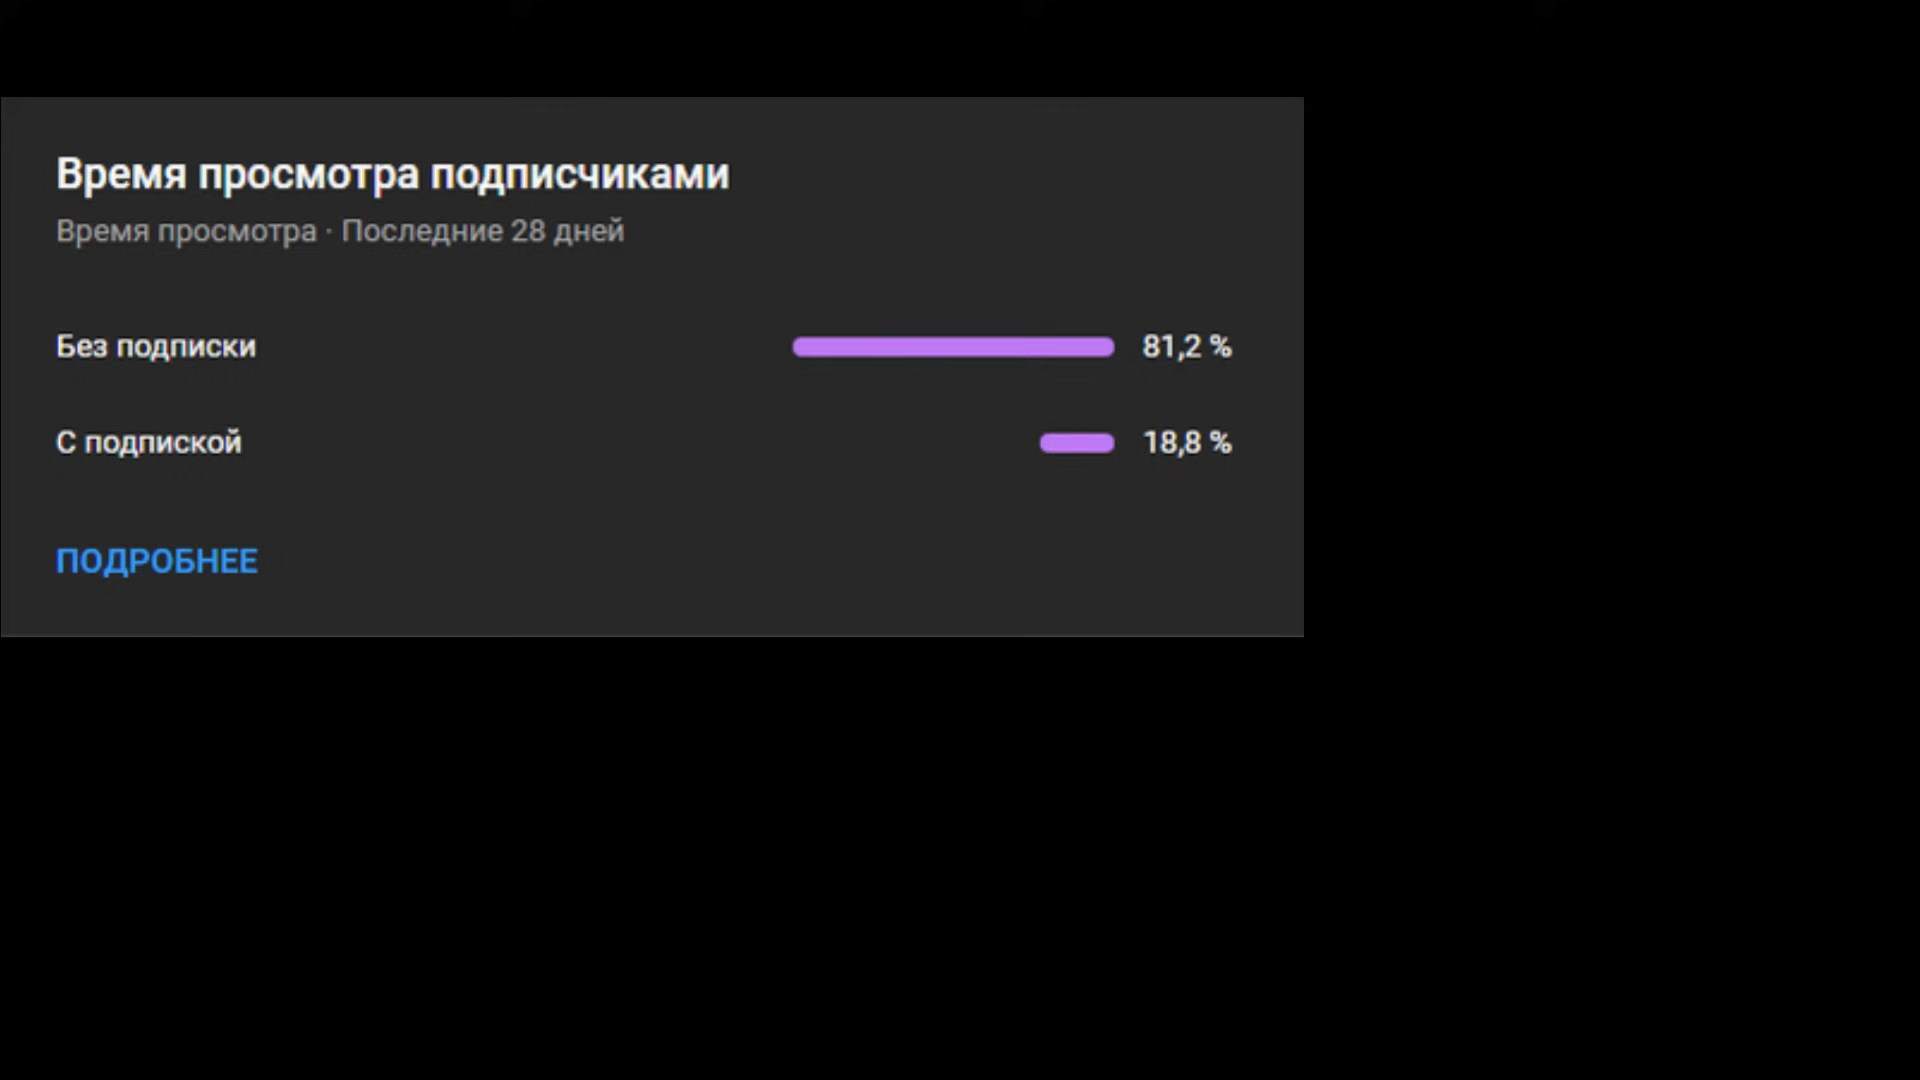 Время просмотра подписчиками
Время просмотра · Последние 28 дней
Без подписки 81,2 %
С подпиской 18,8 %
ПОДРОБНЕЕ